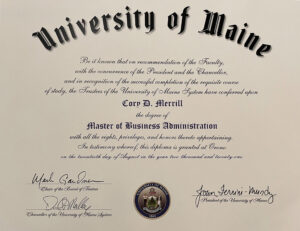 University of Maine
Be it known that on recommendation of the Faculty,
with the concurrence of the President and the Chancellor,
and in recognition of the successful completion of the requisite course
of study, the Trustees of the University of Maine System have conferred upon
Cory D. Merrill
the degree of
Master of Business Administration
with all the rights, privileges, and honors thereto appertaining.
In testimony whereof, this diploma is granted at Orono
on the twentieth day of August in the year two thousand and twenty-one.
Chair of the Board of Trustees
Chancellor of the University of Maine System
Joan Ferrini-Mundy
President of the University of Maine